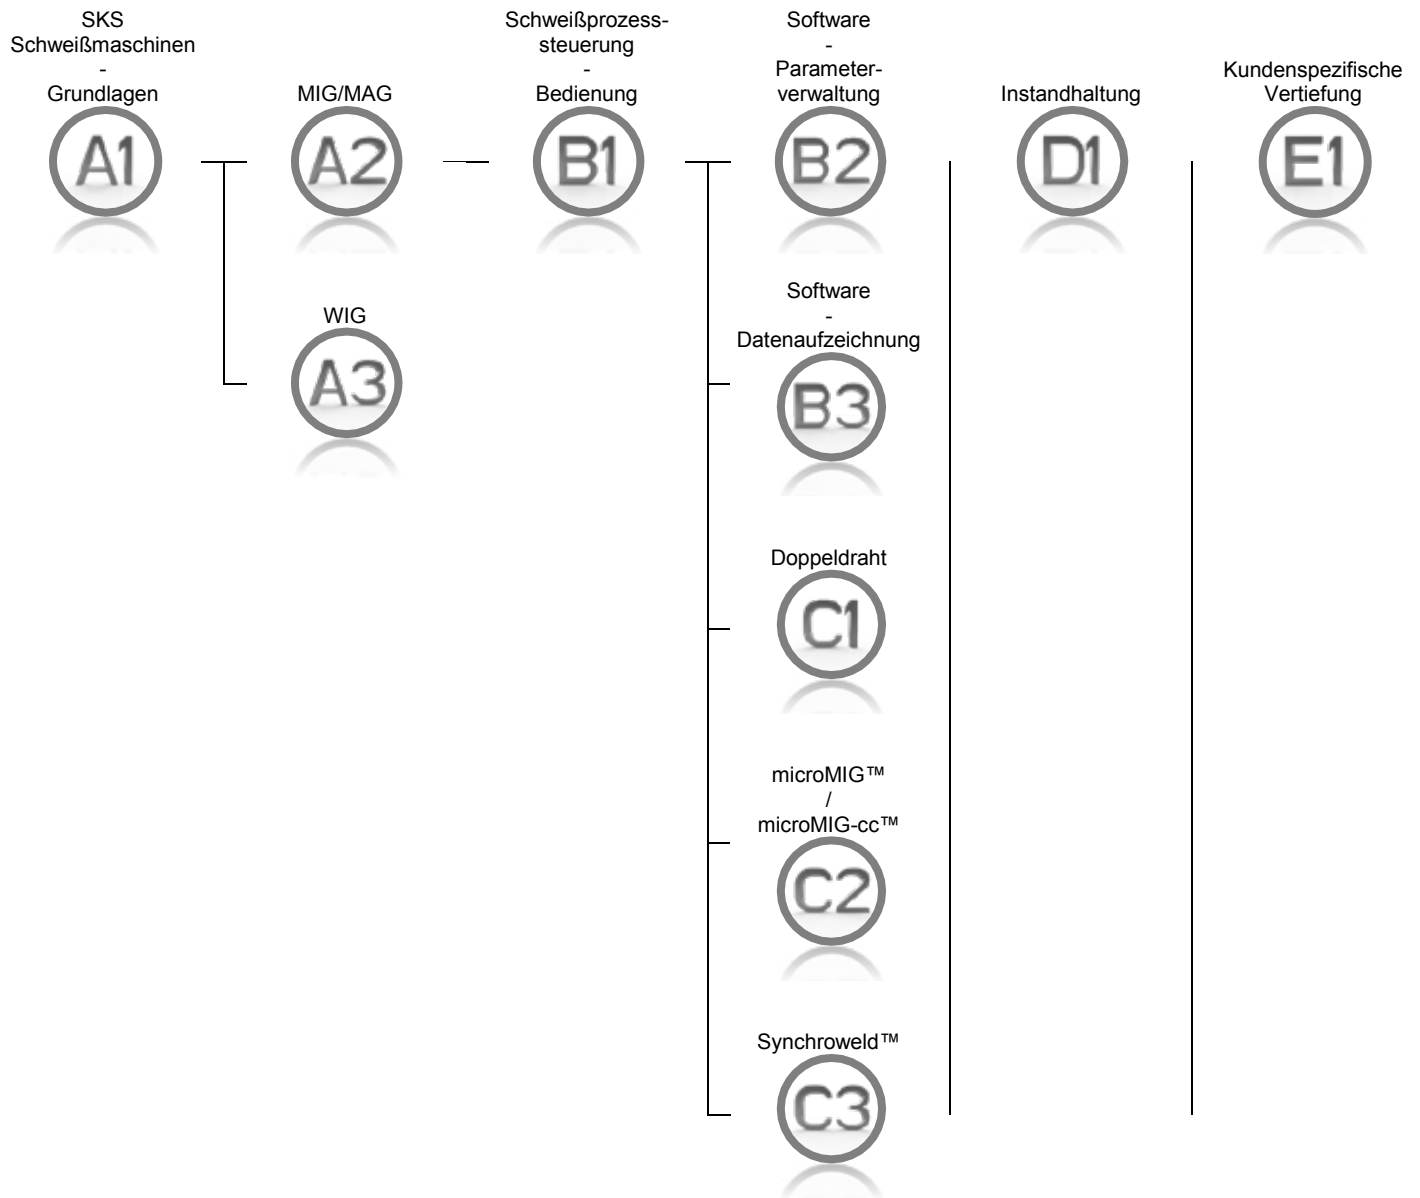 SKS
Schweißmaschinen
-
Grundlagen
A1
MIG/MAG
A2
WIG
A3
Schweißprozess-
steuerung
-
Bedienung
B1
Software
-
Parameter-
verwaltung
B2
Software
-
Datenaufzeichnung
B3
Doppeldraht
C1
microMIG™
/
microMIG-cc™
C2
Synchroweld™
C3
Instandhaltung
D1
Kundenspezifische
Vertiefung
E1